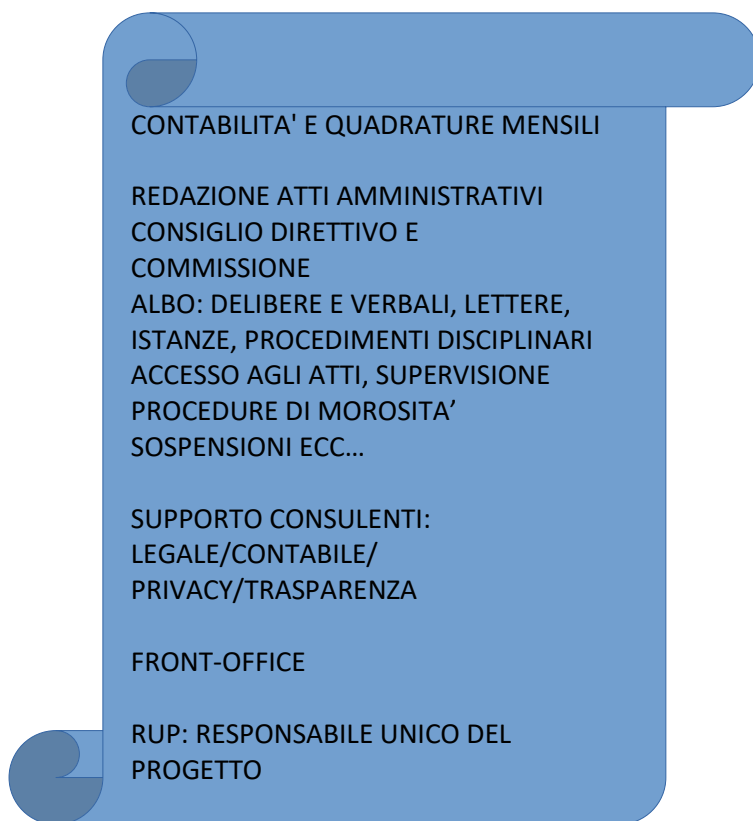 CONTABILITA' E QUADRATURE MENSILI
REDAZIONE ATTI AMMINISTRATIVI
CONSIGLIO DIRETTIVO E
COMMISSIONE
ALBO: DELIBERE E VERBALI, LETTERE,
ISTANZE, PROCEDIMENTI DISCIPLINARI
ACCESSO AGLI ATTI, SUPERVISIONE
PROCEDURE DI MOROSITA’
SOSPENSIONI ECC…
SUPPORTO CONSULENTI:
LEGALE/CONTABILE/
PRIVACY/TRASPARENZA
FRONT-OFFICE
RUP: RESPONSABILE UNICO DEL
PROGETTO